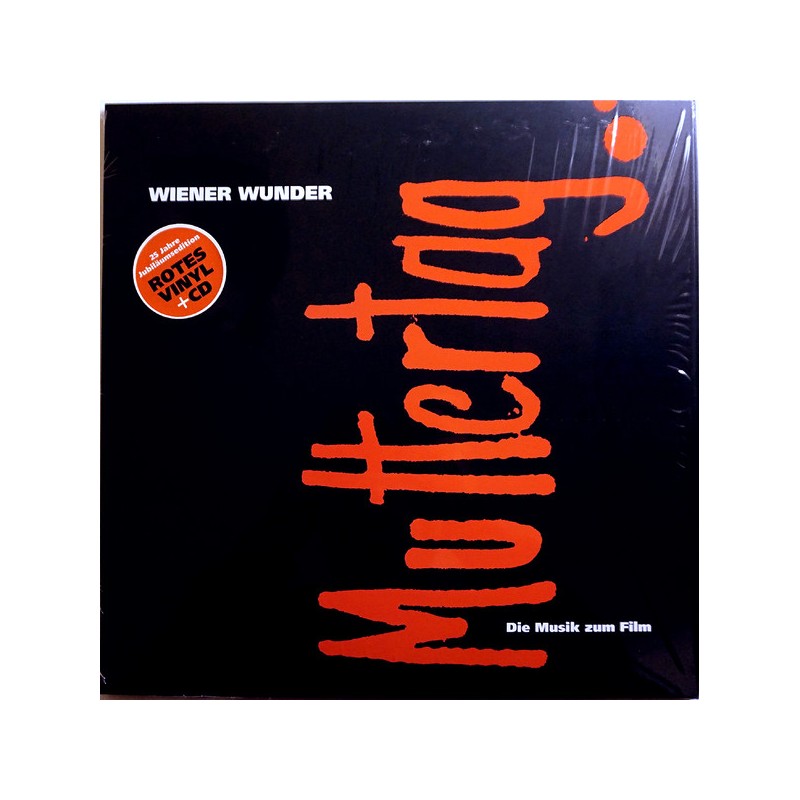 WIENER WUNDER
25 Jahre
Jubiläumsedition
ROTES
VINYL
+CD
Muttertag.
Die Musik zum Film